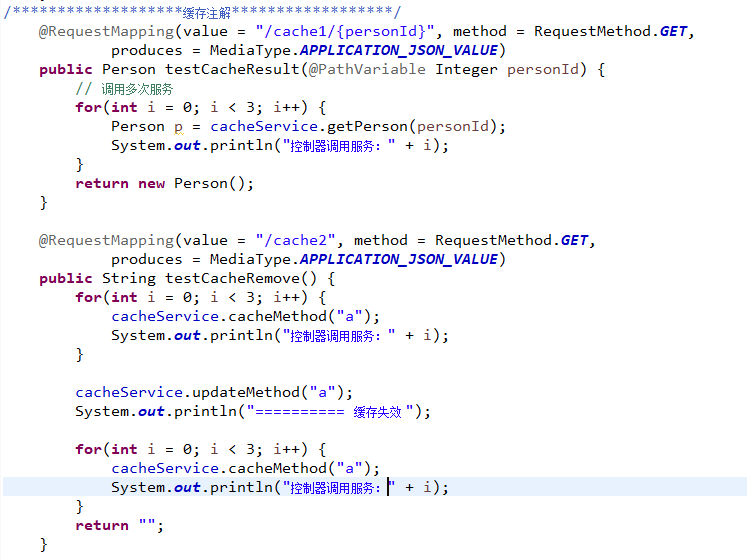 /*******************缓存注解******************/
    @RequestMapping(value = "/cache1/{personId}", method = RequestMethod.GET,
            produces = MediaType.APPLICATION_JSON_VALUE)
    public Person testCacheResult(@PathVariable Integer personId) {
        // 调用多次服务
        for(int i = 0; i < 3; i++) {
            Person p = cacheService.getPerson(personId);
            System.out.println("控制器调用服务：" + i);
        }
        return new Person();
    }

    @RequestMapping(value = "/cache2", method = RequestMethod.GET,
            produces = MediaType.APPLICATION_JSON_VALUE)
    public String testCacheRemove() {
        for(int i = 0; i < 3; i++) {
            cacheService.cacheMethod("a");
            System.out.println("控制器调用服务：" + i);
        }

        cacheService.updateMethod("a");
        System.out.println("========== 缓存失效");

        for(int i = 0; i < 3; i++) {
            cacheService.cacheMethod("a");
            System.out.println("控制器调用服务：" + i);
        }
        return "";
    }